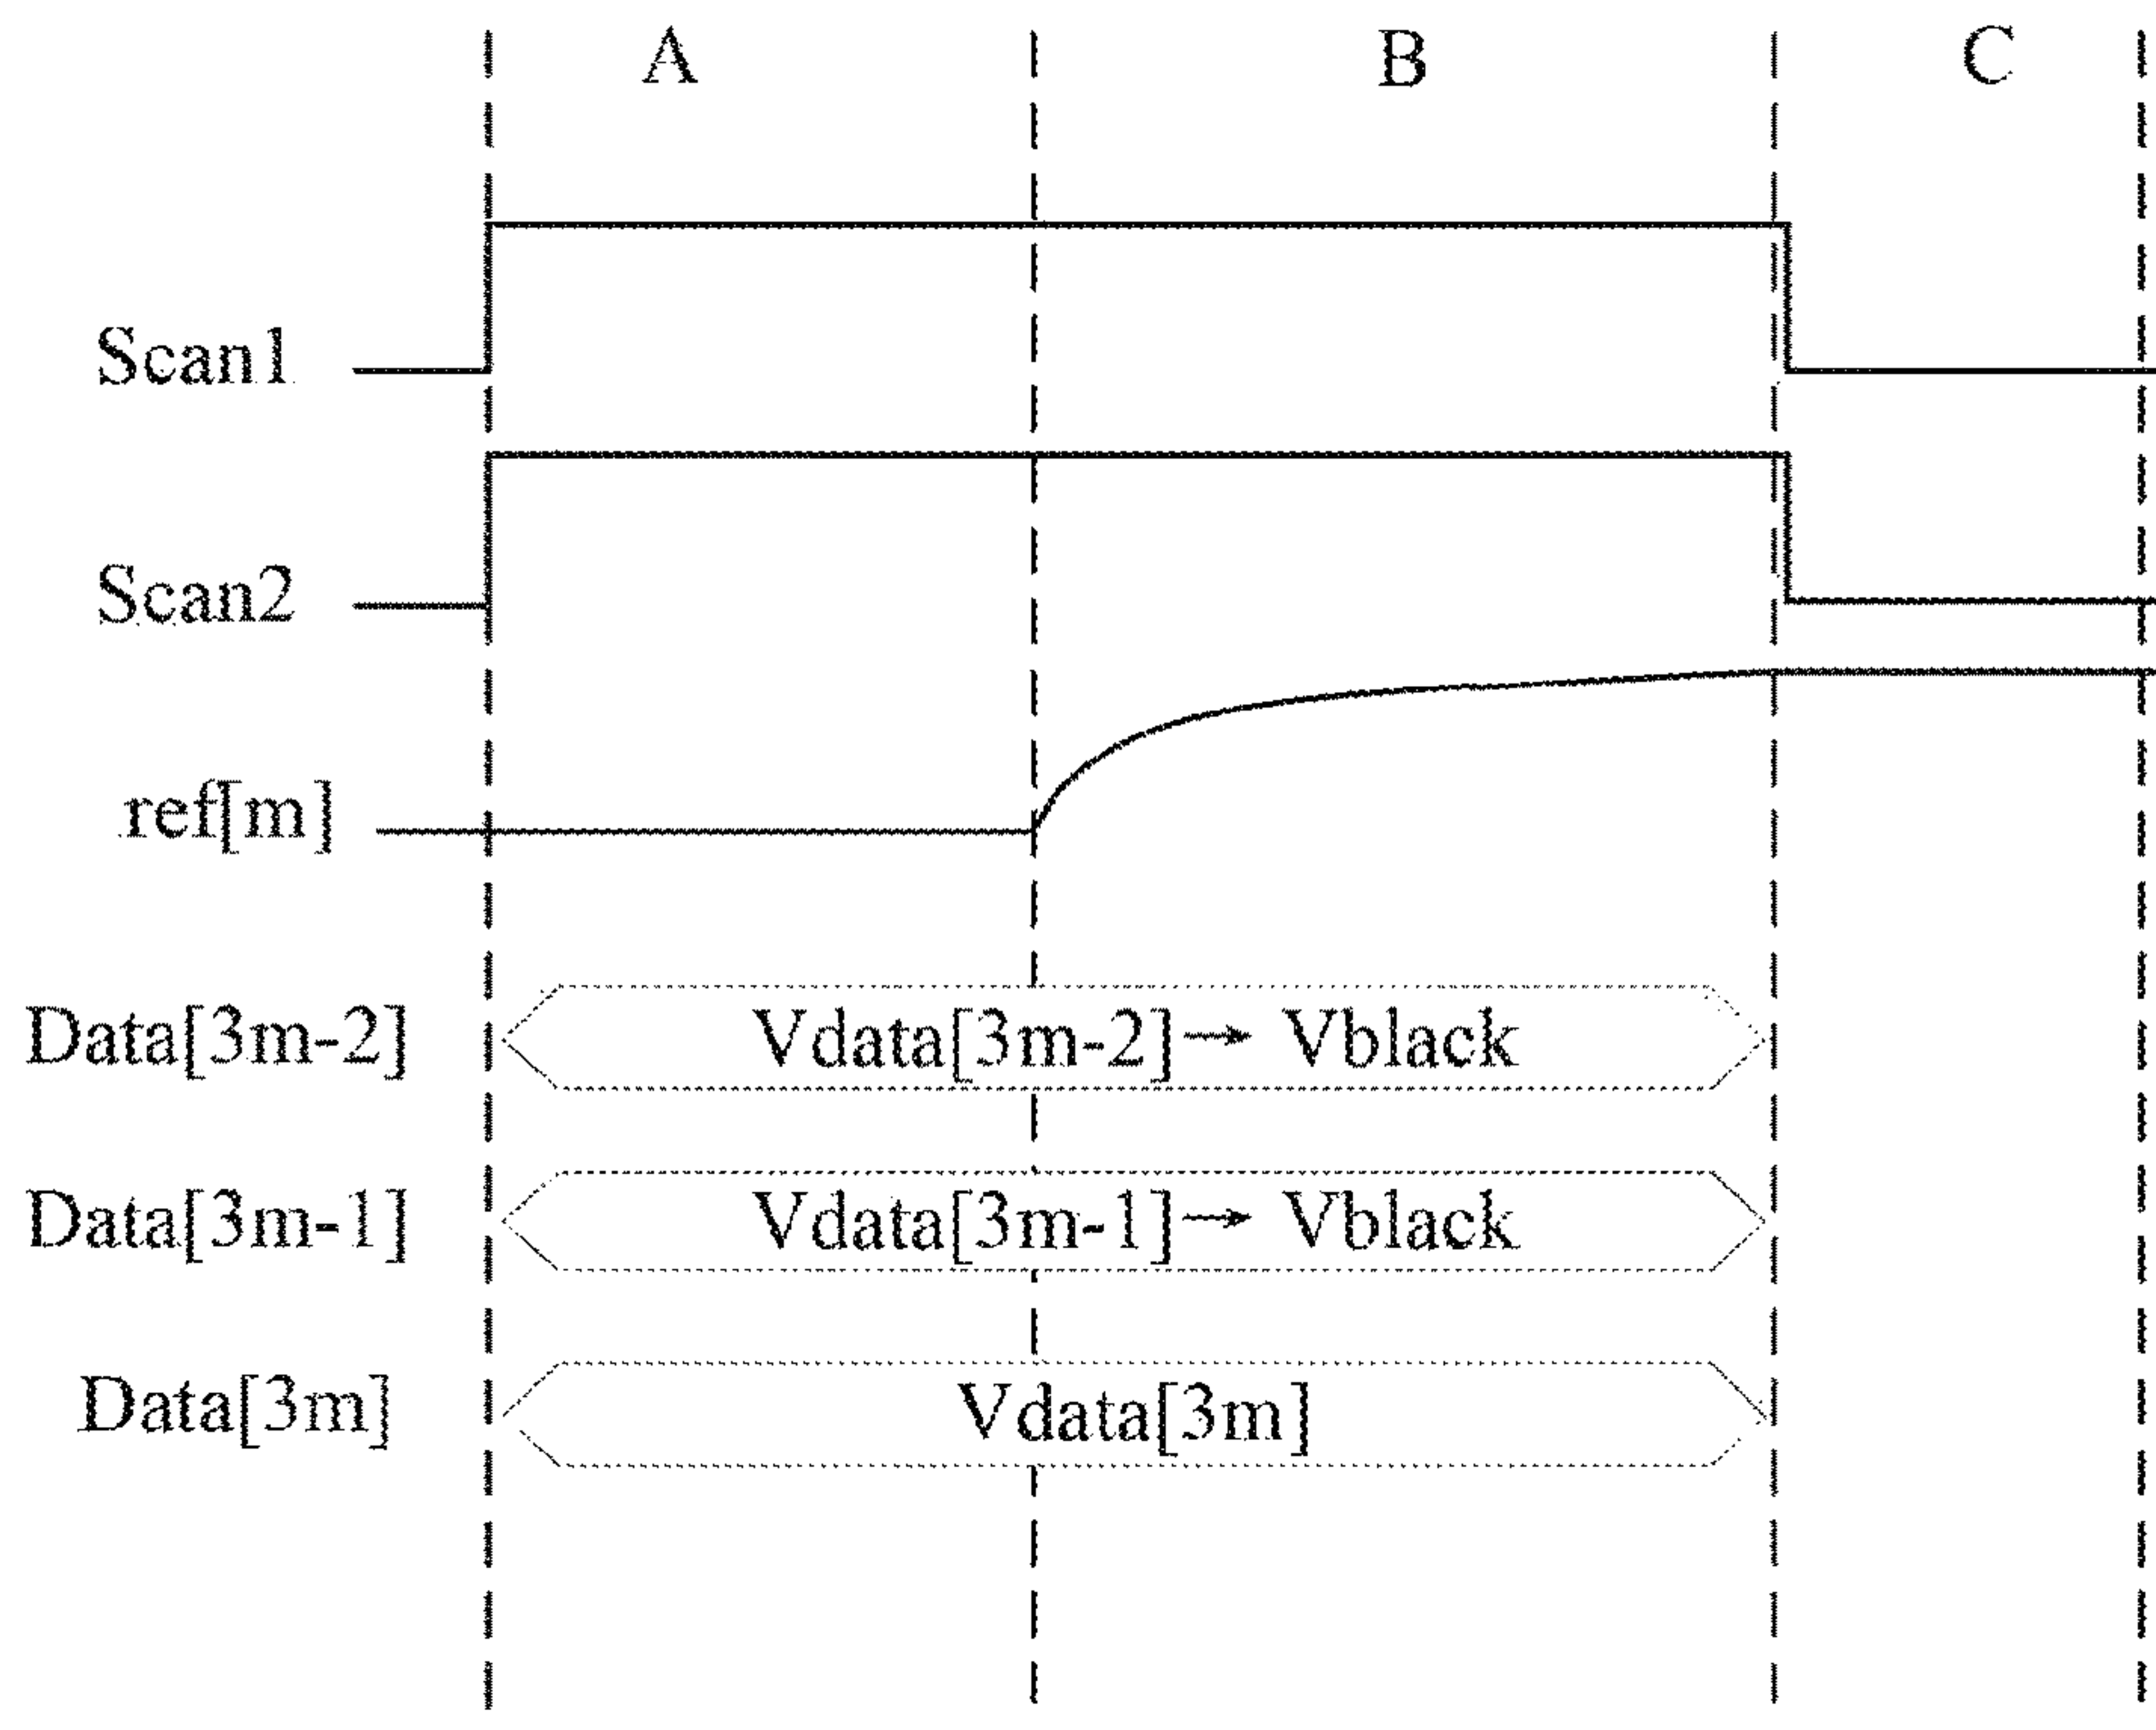 A B C
Scan1
Scan2
ref[m]
Data[3m-2] Vdata[3m-2]→ Vblack
Data[3m-1] Vdata[3m-1]→ Vblack
Data[3m] Vdata[3m]